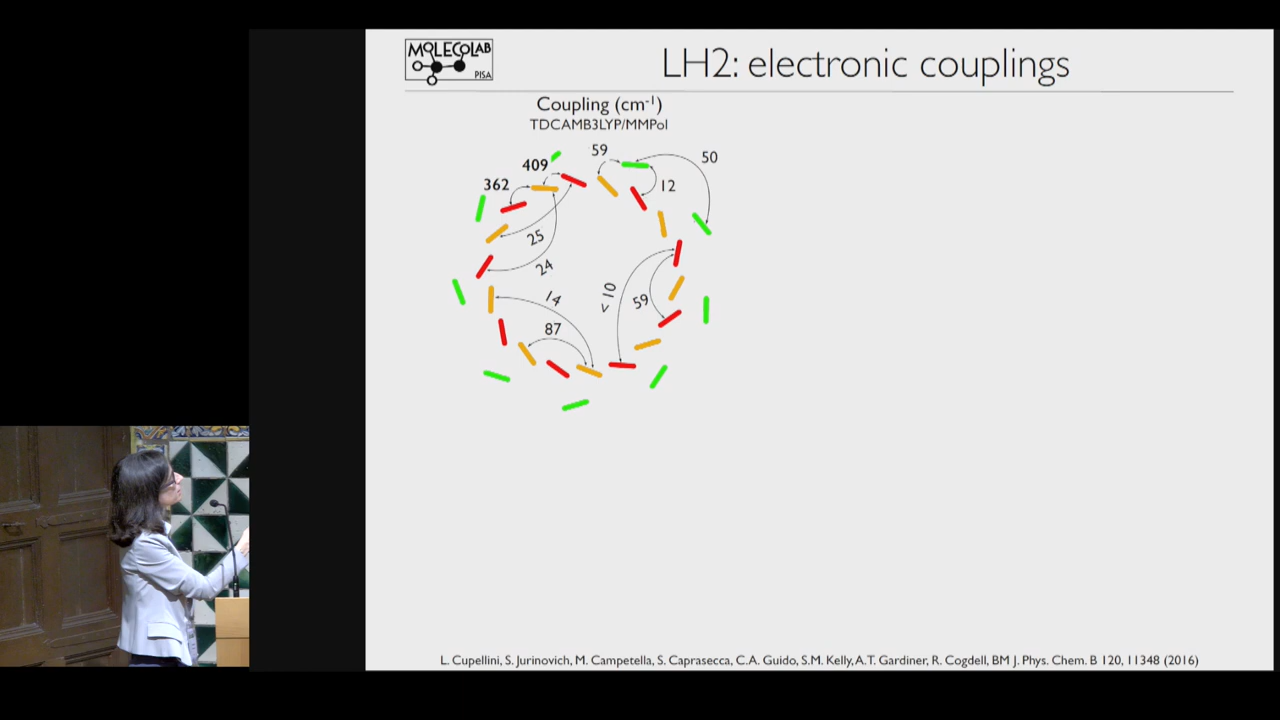 MOLECOLAB
PISA
LH2: electronic couplings
Coupling (cm-1)
TDCAMB3LYP/MMPol
59
50
409
12
362
25
24
14
< 10
59
87
L. Cupellini, S. Jurinovich, M. Campetella, S. Caprasecca, C.A. Guido, S.M. Kelly, A.T. Gardiner, R. Cogdell, BM J. Phys. Chem. B 120, 11348 (2016)